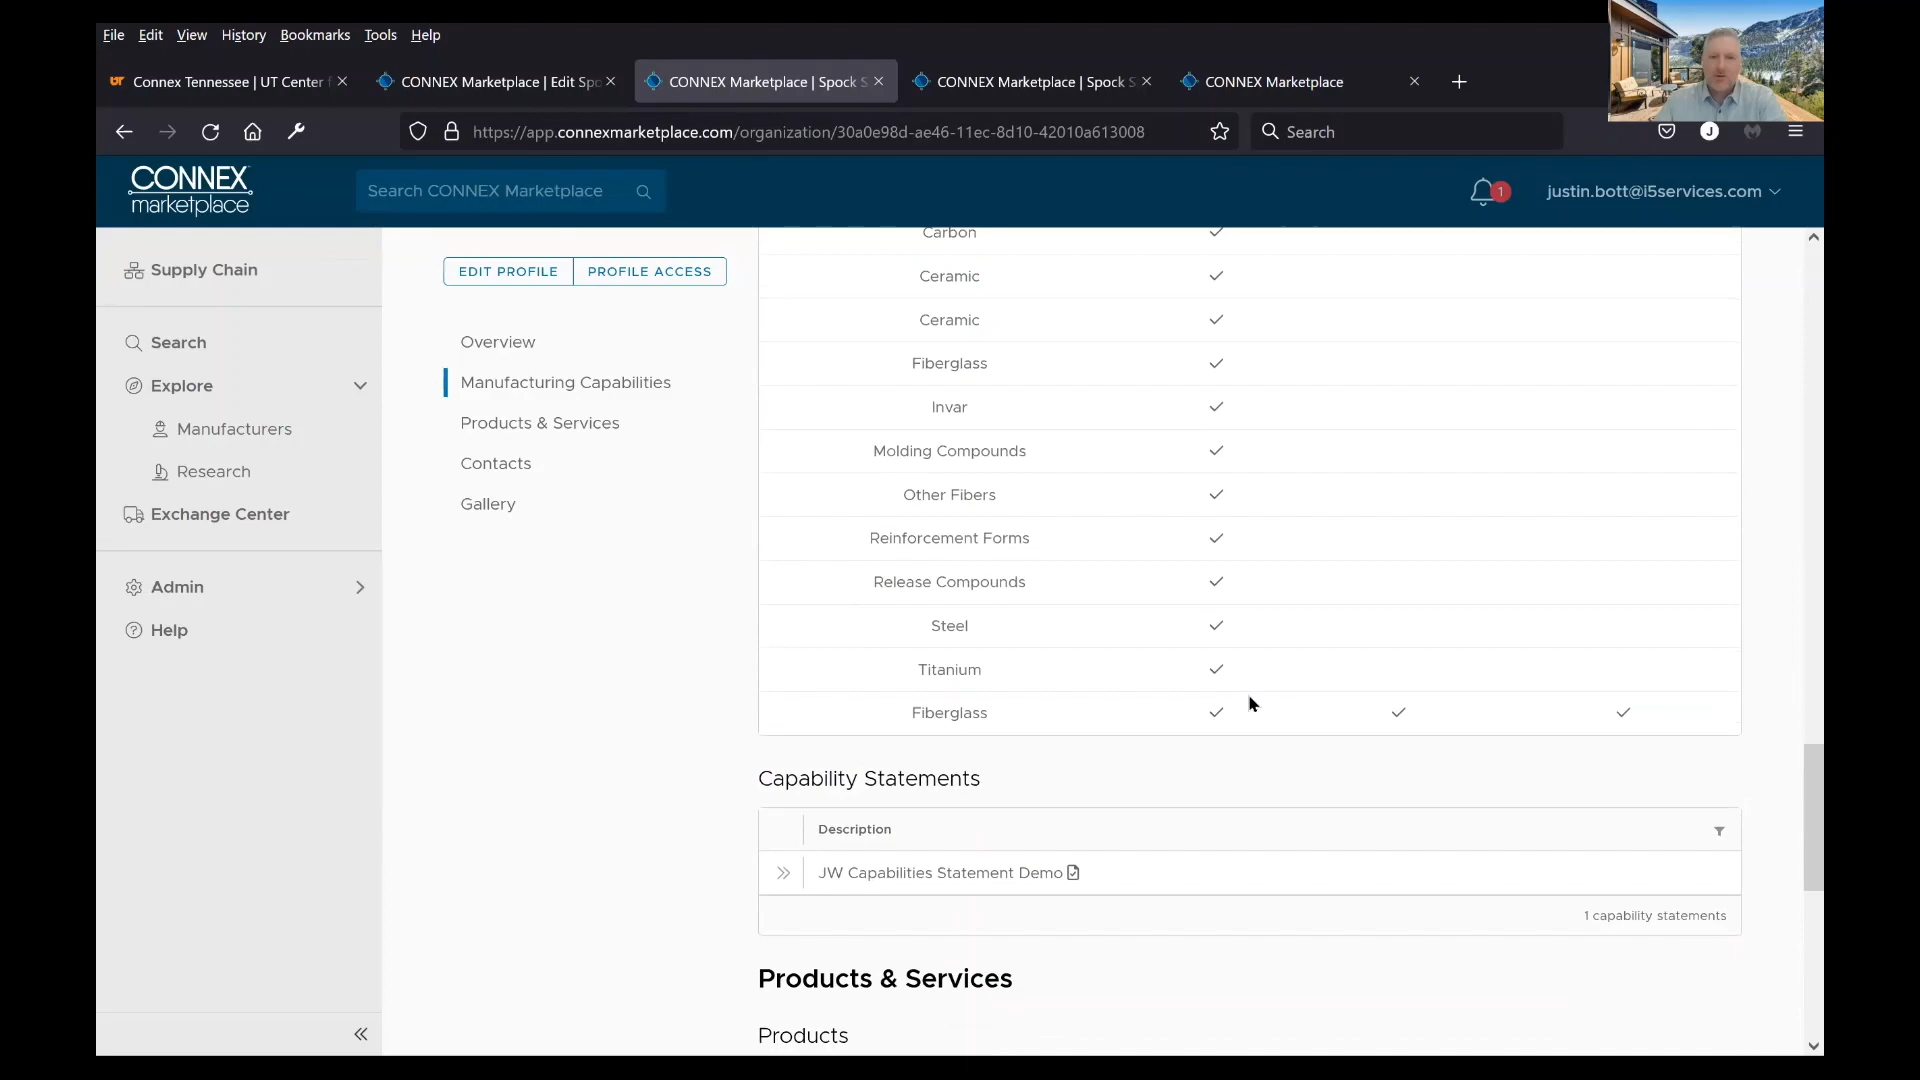 File Edit View History Bookmarks Tools Help
Connex Tennessee | UT Center f
CONNEX Marketplace | Edit Spo
CONNEX Marketplace | Spock S
CONNEX Marketplace | Spock S
CONNEX Marketplace
https://app.connexmarketplace.com/organization/30a0e98d-ae46-11ec-8d10-42010a613008
Search
J
CONNEX
marketplace
Search CONNEX Marketplace
1
justin.bott@i5services.com
Supply Chain
Search
Explore
Manufacturers
Research
Exchange Center
Admin
Help
EDIT PROFILE
PROFILE ACCESS
Overview
Manufacturing Capabilities
Products & Services
Contacts
Gallery
Carbon
Ceramic
Ceramic
Fiberglass
Invar
Molding Compounds
Other Fibers
Reinforcement Forms
Release Compounds
Steel
Titanium
Fiberglass
Capability Statements
Description
JW Capabilities Statement Demo
1 capability statements
Products & Services
Products